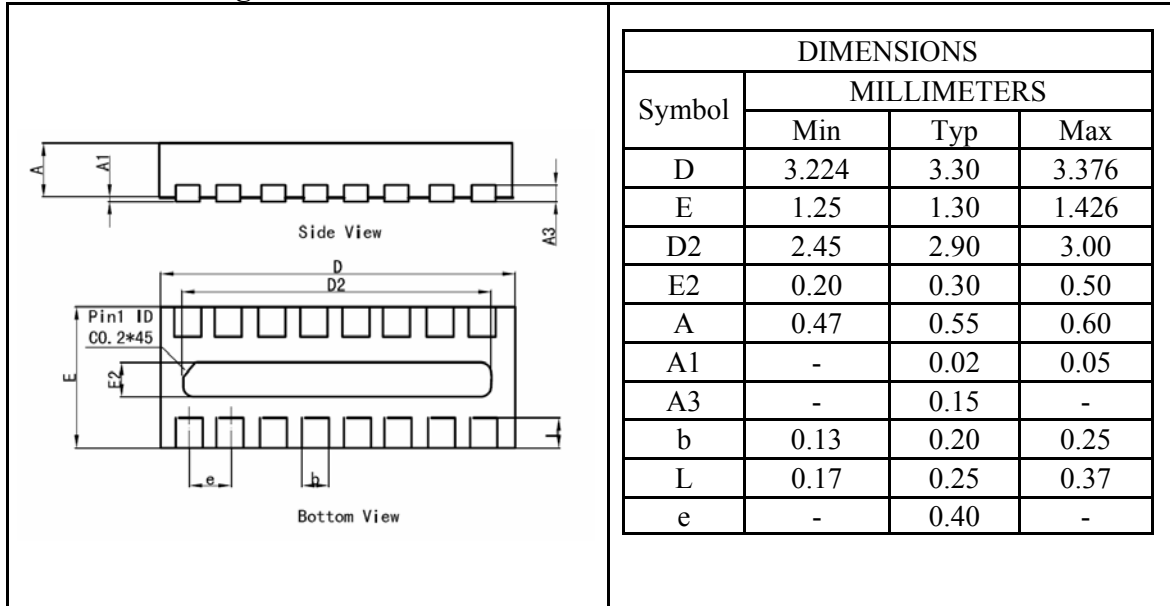 A
A1
A3
Side View
D
D2
Pin1 ID
C0.2*45
E
E2
L
e
b
Bottom View
DIMENSIONS
Symbol MILLIMETERS
Min Typ Max
D 3.224 3.30 3.376
E 1.25 1.30 1.426
D2 2.45 2.90 3.00
E2 0.20 0.30 0.50
A 0.47 0.55 0.60
A1 - 0.02 0.05
A3 - 0.15 -
b 0.13 0.20 0.25
L 0.17 0.25 0.37
e - 0.40 -